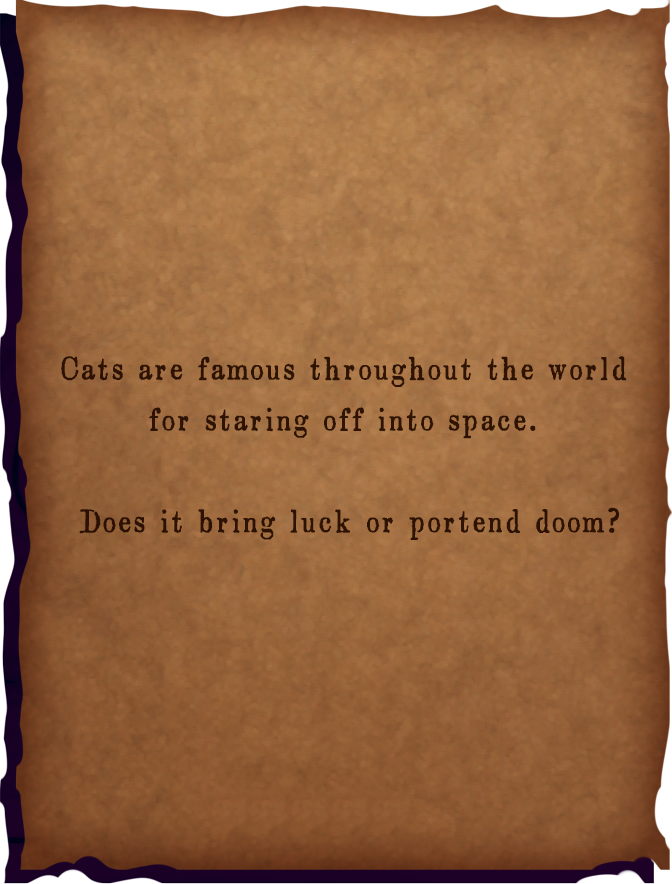 Cats are famous throughout the world
for staring off into space.
Does it bring luck or portend doom?